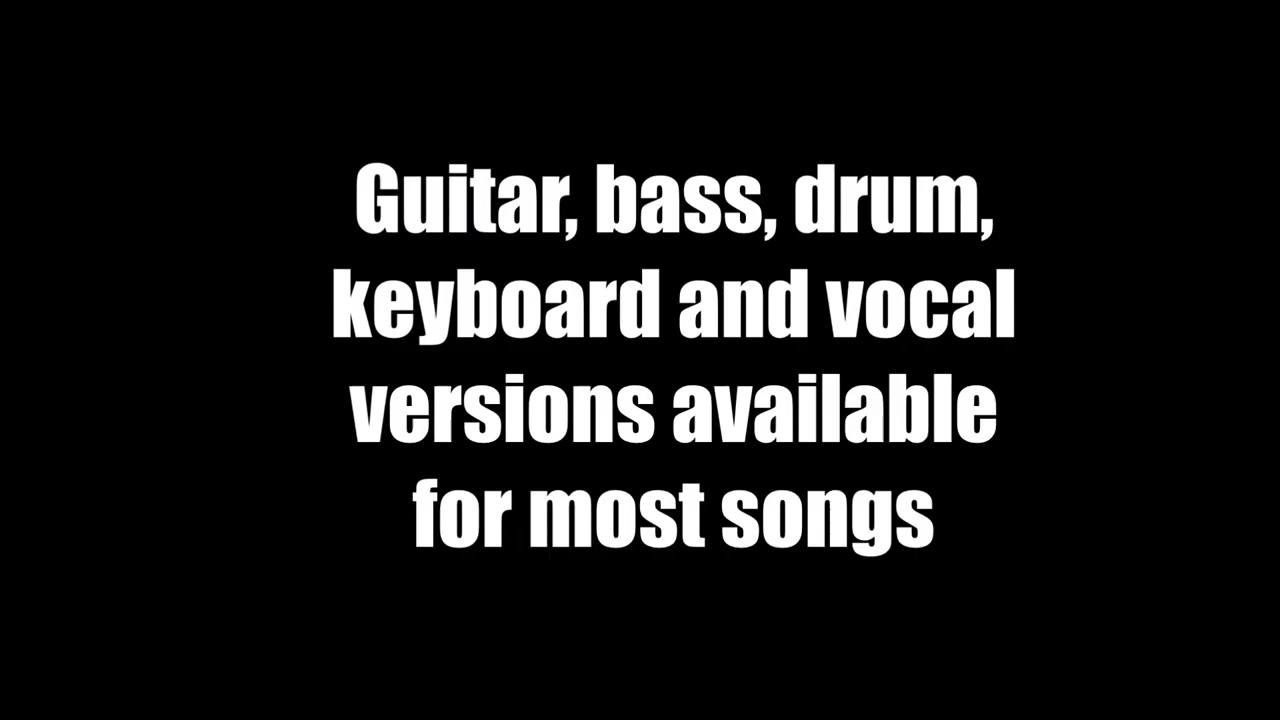 Guitar, bass, drum,
keyboard and vocal
versions available
for most songs